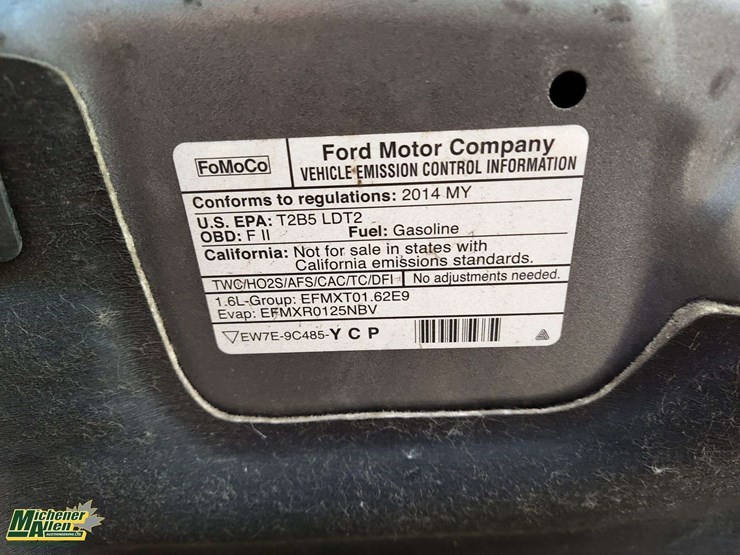 FoMoCo
Ford Motor Company
VEHICLE EMISSION CONTROL INFORMATION
Conforms to regulations: 2014 MY
U.S. EPA: T2B5 LDT2
OBD: F II Fuel: Gasoline
California: Not for sale in states with
California emissions standards.
TWC/HO2S/AFS/CAC/TC/DFI No adjustments needed.
1.6L-Group: EFMXT01.62E9
Evap: EFMXR0125NBV
EW7E-9C485-Y C P
Michener
Allen
AUCTIONEERING LTD.